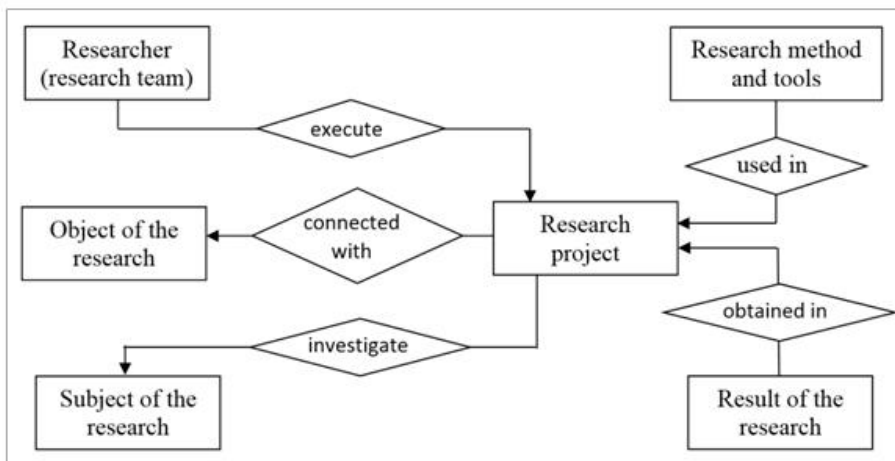 Researcher
(research team)
Research method
and tools
execute
used in
Object of the
research
connected
with
Research
project
obtained in
investigate
Subject of the
research
Result of the
research